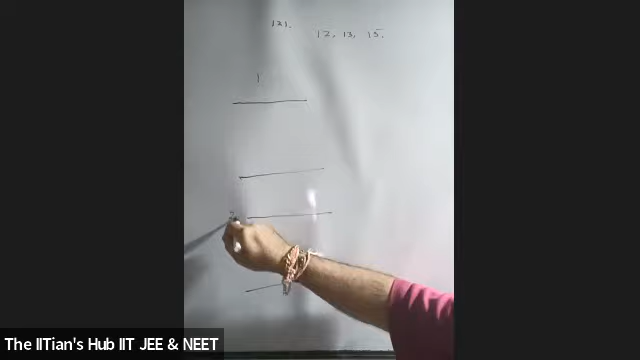 121.
12, 13, 15.
1
The IITian's Hub IIT JEE & NEET